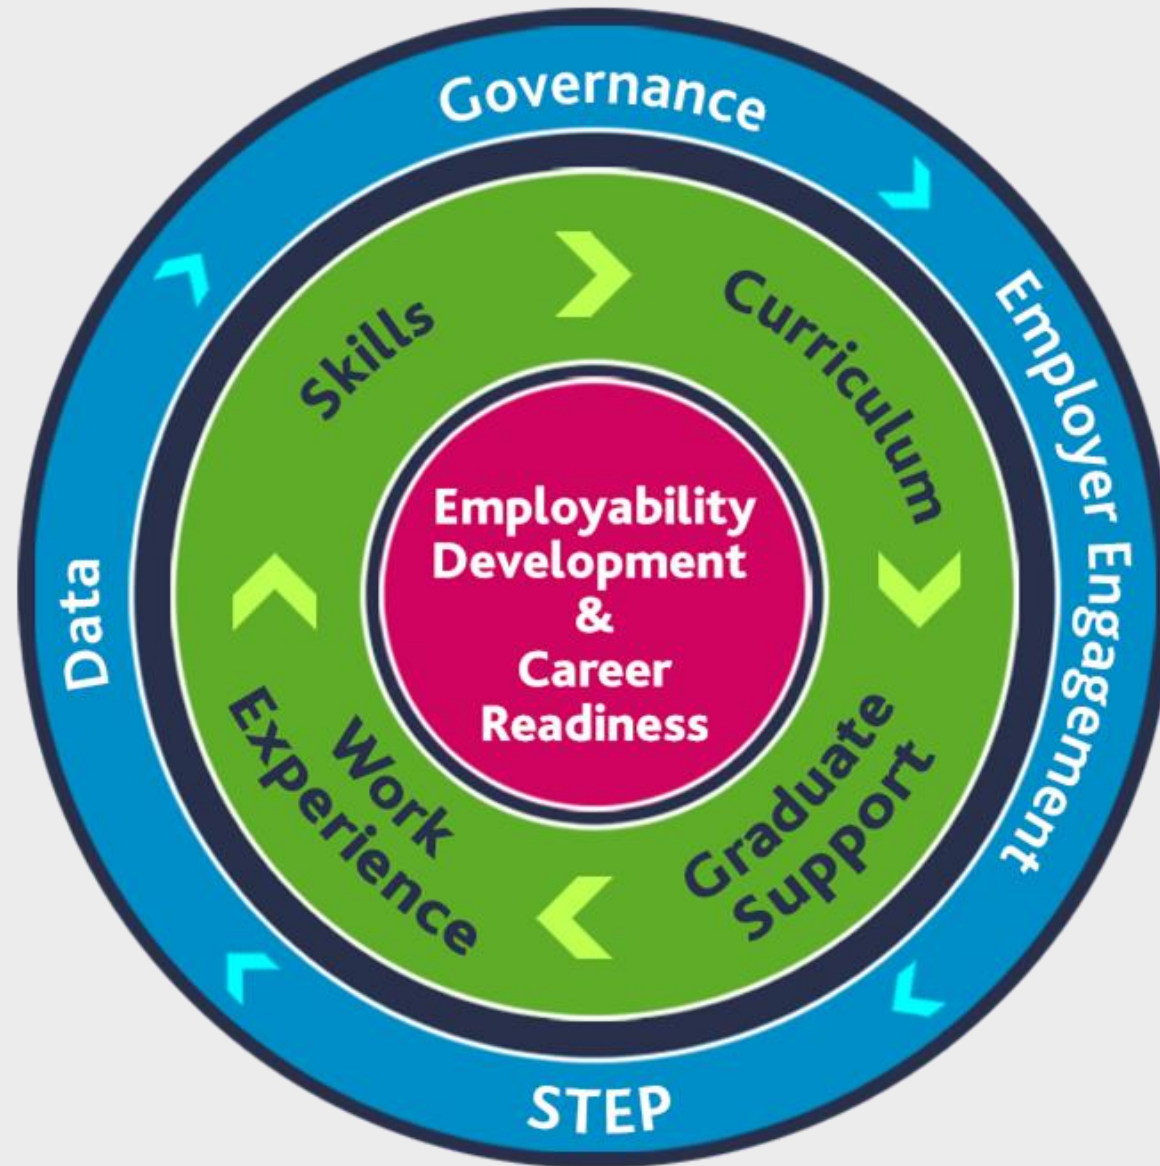 Governance
Employer Engagement
STEP
Data
Skills
Curriculum
Graduate
Support
Work
Experience
Employability
Development
&
Career
Readiness